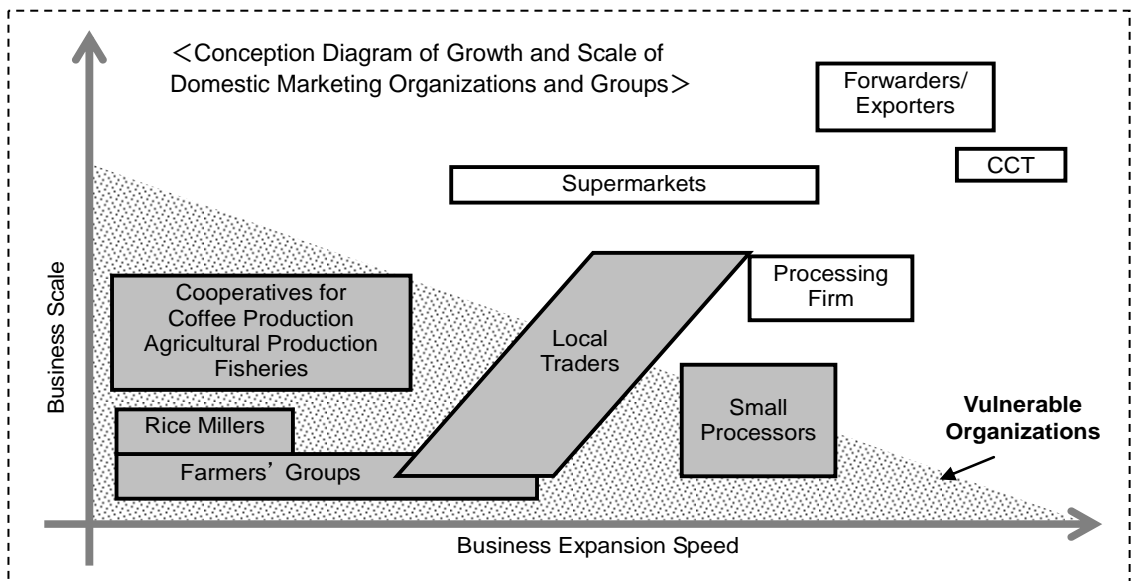 ＜Conception Diagram of Growth and Scale of
Domestic Marketing Organizations and Groups＞
Forwarders/
Exporters
CCT
Supermarkets
Processing
Firm
Cooperatives for
Coffee Production
Agricultural Production
Fisheries
Local
Traders
Small
Processors
Vulnerable
Organizations
Rice Millers
Farmers’ Groups
Business Scale
Business Expansion Speed